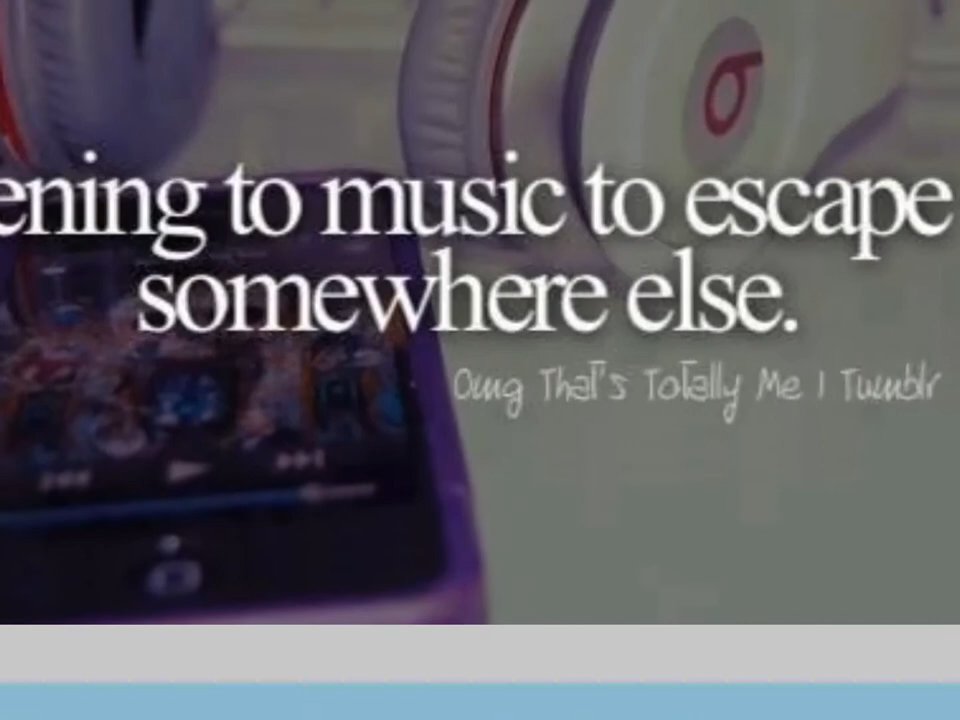 ening to music to escape
somewhere else.
Omg That's Totally Me | Tumblr